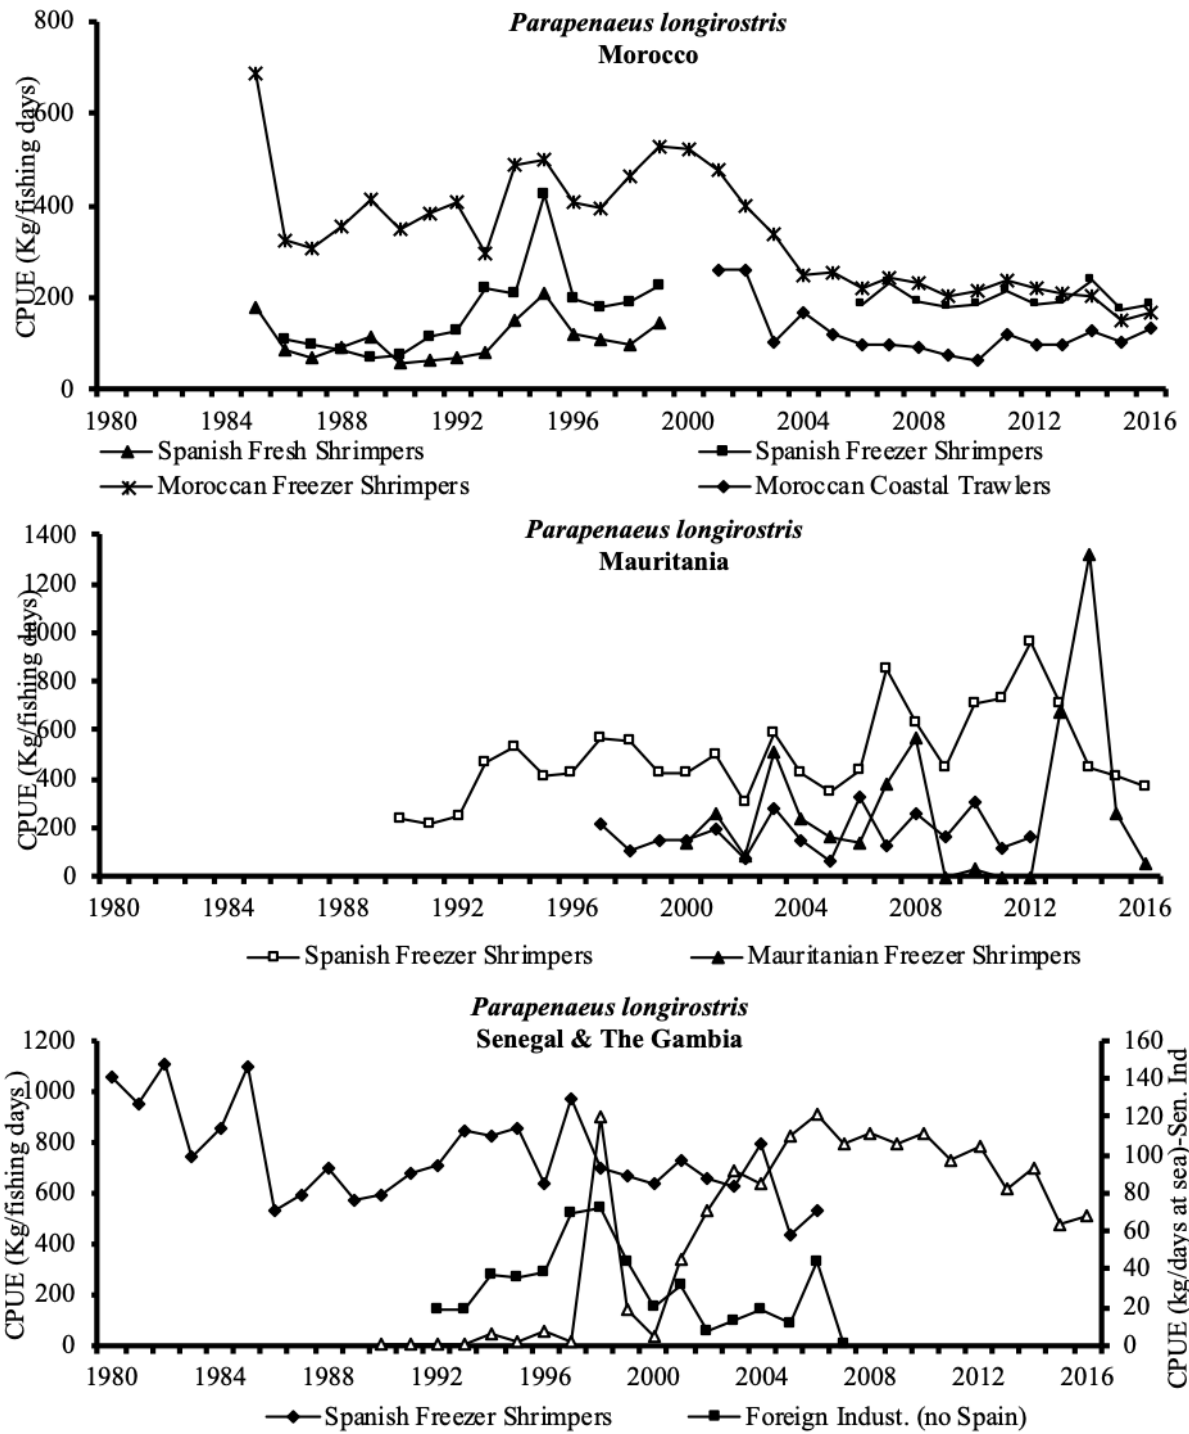 Parapenaeus longirostris
Morocco
CPUE (Kg/fishing days)
800
600
400
200
0
1980 1984 1988 1992 1996 2000 2004 2008 2012 2016
Spanish Fresh Shrimpers Spanish Freezer Shrimpers
Moroccan Freezer Shrimpers Moroccan Coastal Trawlers
Parapenaeus longirostris
Mauritania
CPUE (Kg/fishing days)
1400
1200
1000
800
600
400
200
0
1980 1984 1988 1992 1996 2000 2004 2008 2012 2016
Spanish Freezer Shrimpers Mauritanian Freezer Shrimpers
Parapenaeus longirostris
Senegal & The Gambia
CPUE (Kg/fishing days )
1200
1000
800
600
400
200
0
160
140
120
100
80
60
40
20
0
CPUE (kg/days at sea)-Sen. Ind
1980 1984 1988 1992 1996 2000 2004 2008 2012 2016
Spanish Freezer Shrimpers Foreign Indust. (no Spain)